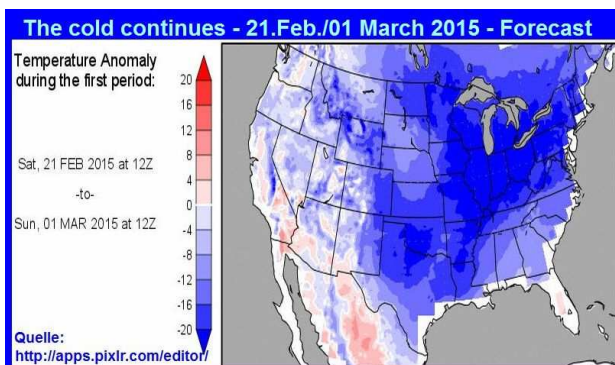 The cold continues - 21.Feb./01 March 2015 - Forecast
Temperature Anomaly
during the first period:
Sat, 21 FEB 2015 at 12Z
-to-
Sun, 01 MAR 2015 at 12Z
20
16
12
8
4
0
-4
-8
-12
-16
-20
Quelle:
http://apps.pixlr.com/editor/